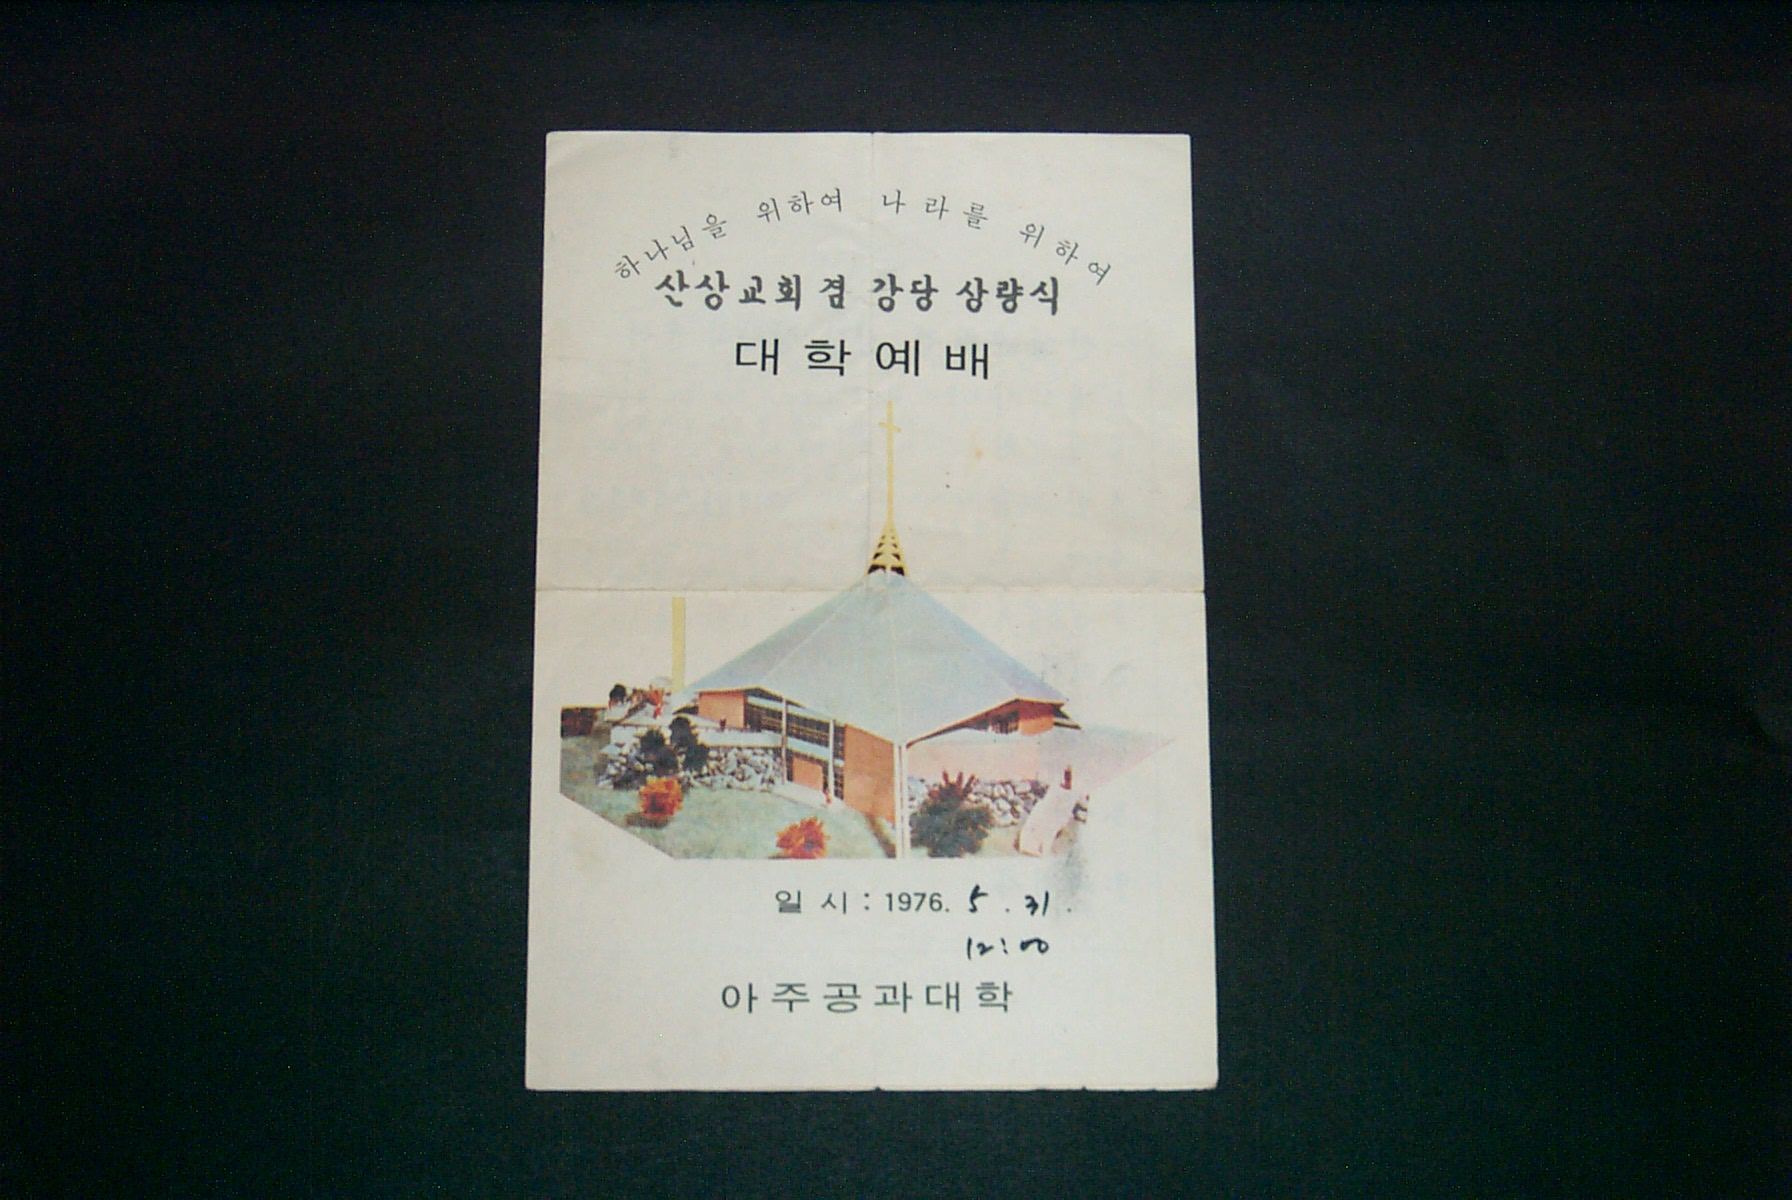 하나님을 위하여 나라를 위하여
산상교회 겸 강당 상량식
대학예배
일시: 1976. 5. 31.
12:00
아주공과대학